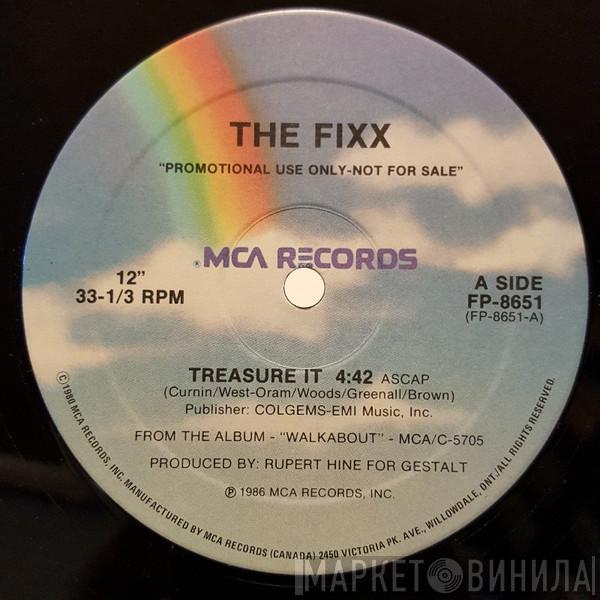 THE FIXX
"PROMOTIONAL USE ONLY-NOT FOR SALE"
® MCA RECORDS
12"
33-1/3 RPM
A SIDE
FP-8651
(FP-8651-A)
TREASURE IT 4:42 ASCAP
(Curnin/West-Oram/Woods/Greenall/Brown)
Publisher: COLGEMS-EMI Music, Inc.
FROM THE ALBUM - "WALKABOUT" - MCA/C-5705
PRODUCED BY: RUPERT HINE FOR GESTALT
℗ 1986 MCA RECORDS, INC.
© 1980 MCA RECORDS, INC. MANUFACTURED BY MCA RECORDS (CANADA) 2450 VICTORIA PK. AVE., WILLOWDALE, ONT./ALL RIGHTS RESERVED.
МАРКЕТ ВИНИЛА